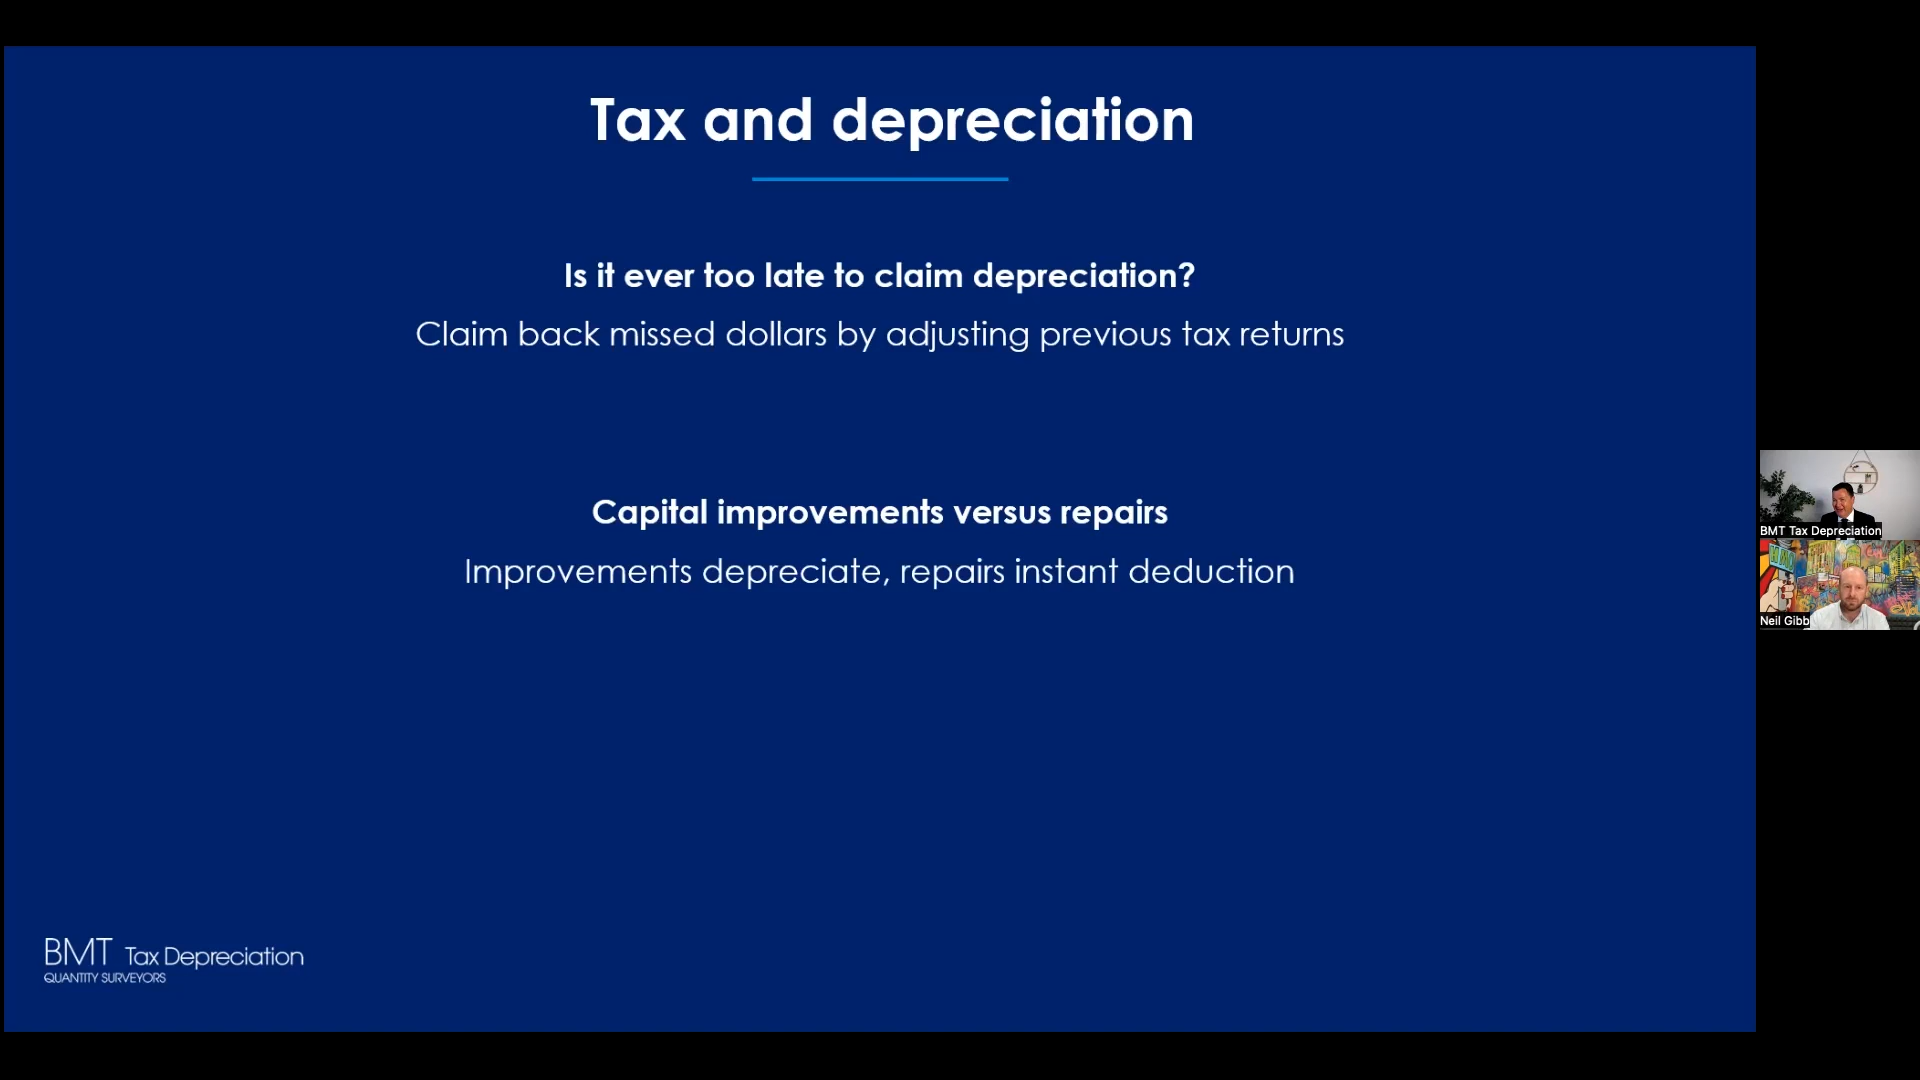 Tax and depreciation
Is it ever too late to claim depreciation?
Claim back missed dollars by adjusting previous tax returns
Capital improvements versus repairs
Improvements depreciate, repairs instant deduction
BMT Tax Depreciation
QUANTITY SURVEYORS
BMT Tax Depreciation
Neil Gibb